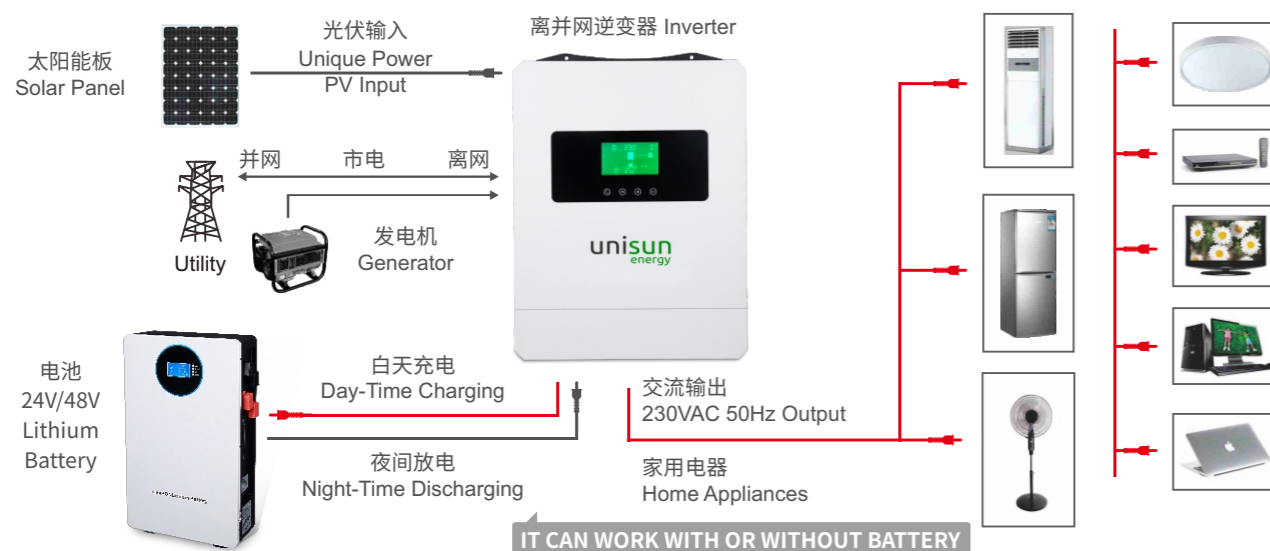 太阳能板
Solar Panel
光伏输入
Unique Power
PV Input
离并网逆变器 Inverter
并网
市电
离网
Utility
发电机
Generator
unisun
energy
电池
24V/48V
Lithium
Battery
白天充电
Day-Time Charging
夜间放电
Night-Time Discharging
交流输出
230VAC 50Hz Output
家用电器
Home Appliances
IT CAN WORK WITH OR WITHOUT BATTERY